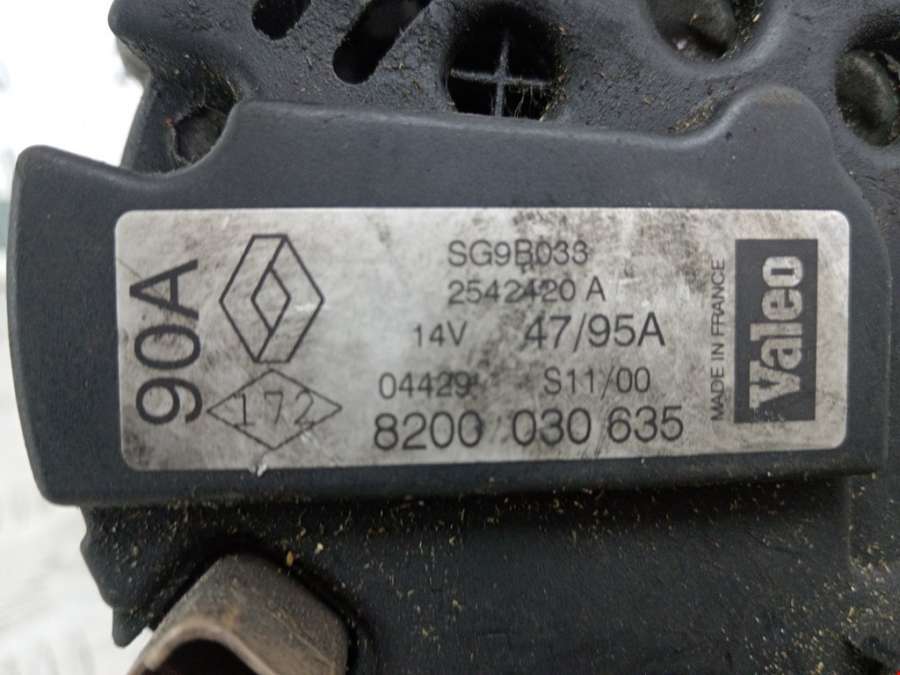 90A
172
SG9B033
2542420 A
14V 47/95A
04429 S11/00
8200 030 635
MADE IN FRANCE
Valeo